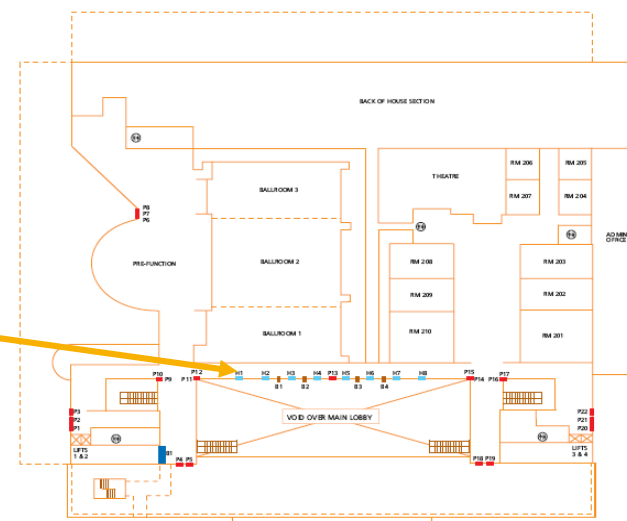 BACK OF HOUSE SECTION
RM 206
RM 205
THEATRE
BALLROOM 3
RM 207
RM 204
P8
P7
P6
ADMIN
OFFICE
PRE-FUNCTION
BALLROOM 2
RM 208
RM 203
RM 209
RM 202
BALLROOM 1
RM 210
RM 201
P10
P9
P12
P11
H1
H2
H3
H4
P13
H5
H6
H7
H8
P15
P14
P16
P17
B1
B2
B3
B4
P3
P2
P1
VOID OVER MAIN LOBBY
P22
P21
P20
LIFTS
1 & 2
B1
P4
P5
P18
P19
LIFTS
3 & 4